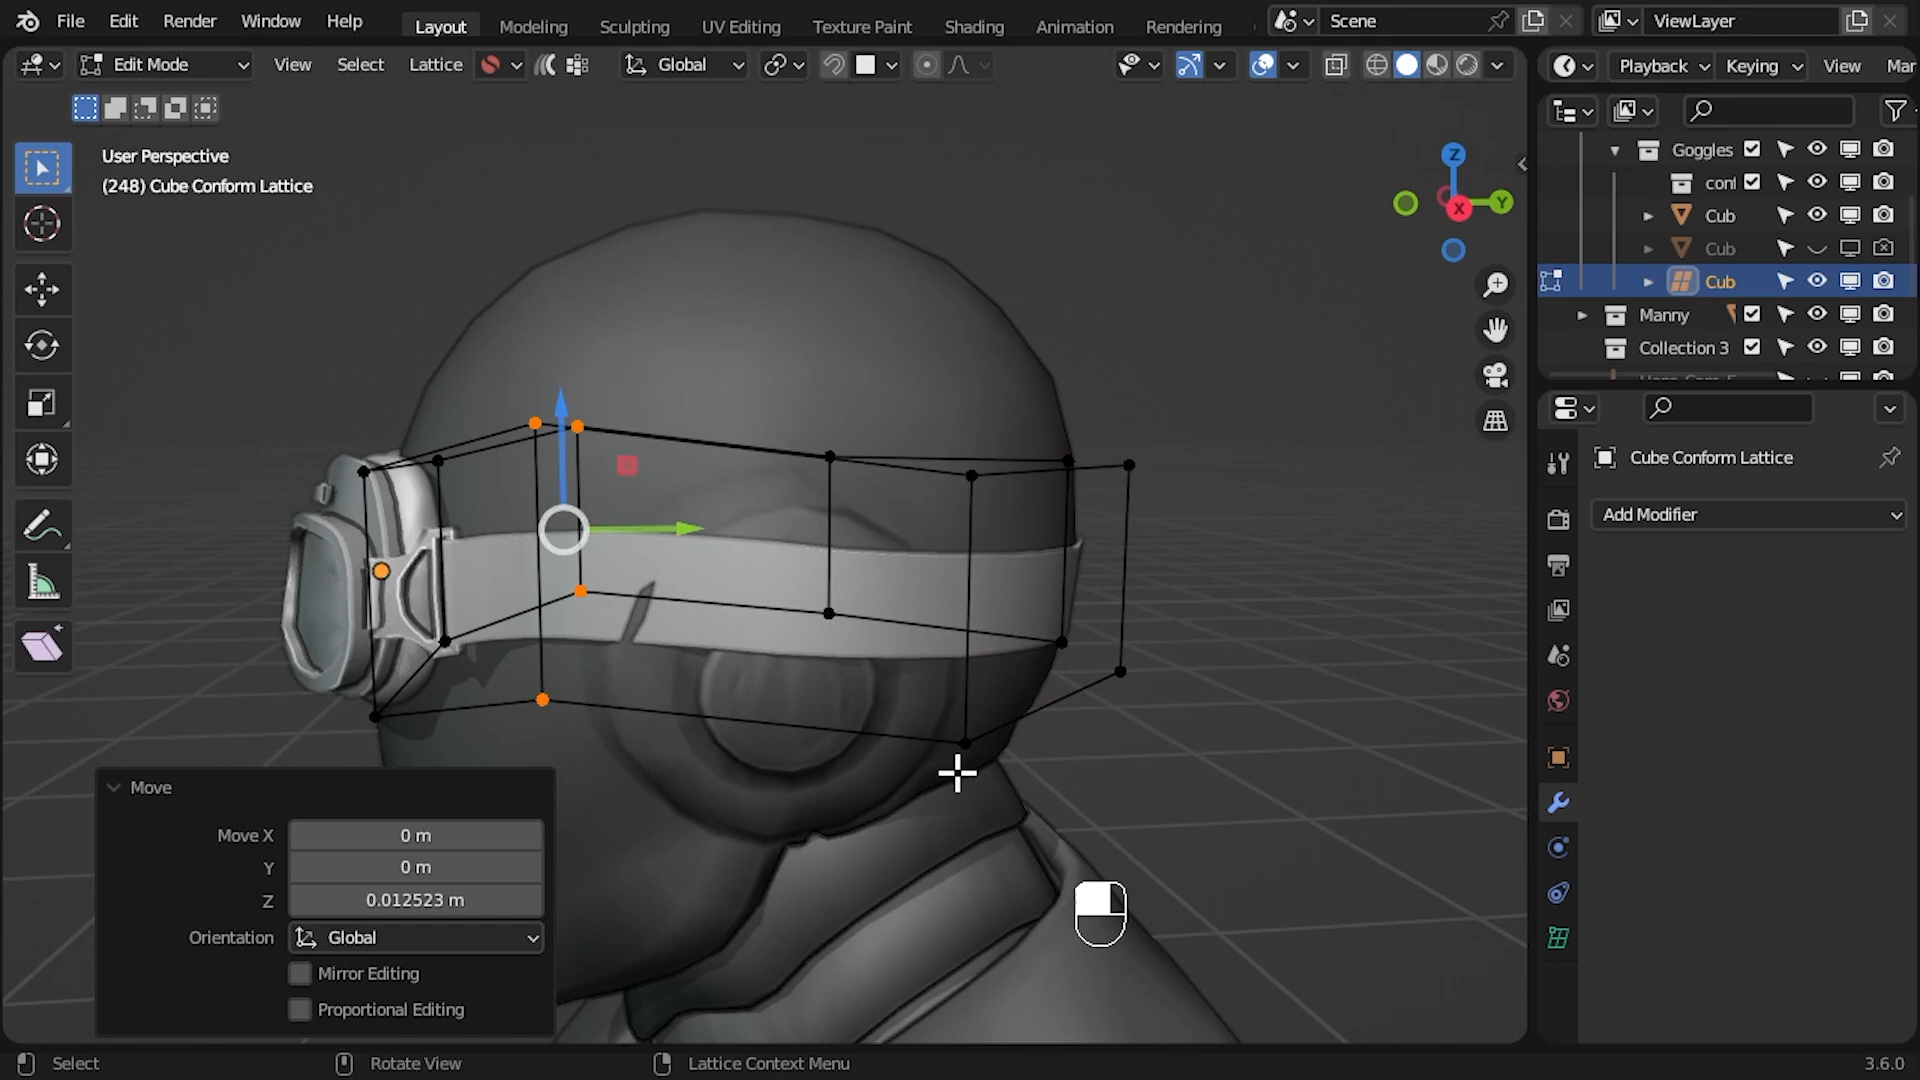 File Edit Render Window Help Layout Modeling Sculpting UV Editing Texture Paint Shading Animation Rendering Scene ViewLayer
Edit Mode View Select Lattice Global Playback Keying View Mar
User Perspective
(248) Cube Conform Lattice
Z
Y
X
Goggles
conf
Cub
Cub
Cub
Manny
Collection 3
Cube Conform Lattice
Add Modifier
Move
Move X 0 m
Y 0 m
Z 0.012523 m
Orientation Global
Mirror Editing
Proportional Editing
Select Rotate View Lattice Context Menu 3.6.0